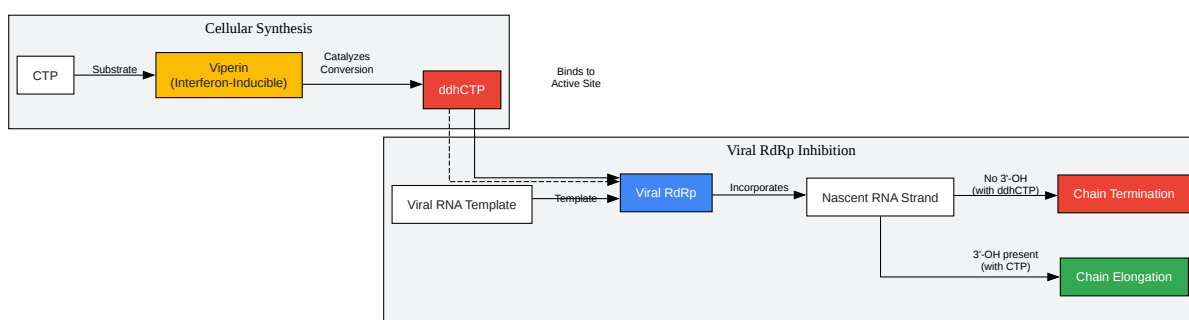 Cellular Synthesis
CTP
Substrate
Viperin
(Interferon-Inducible)
Catalyzes
Conversion
ddhCTP
Binds to
Active Site
Viral RdRp Inhibition
Viral RNA Template
Template
Viral RdRp
Incorporates
Nascent RNA Strand
No 3'-OH
(with ddhCTP)
Chain Termination
3'-OH present
(with CTP)
Chain Elongation